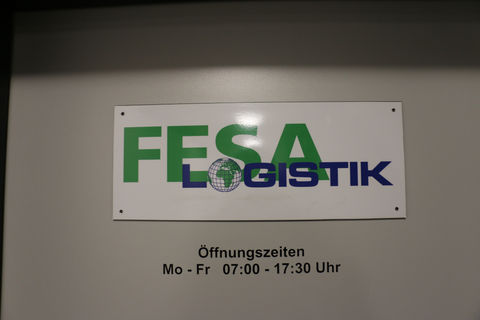 FESA
LOGISTIK
Öffnungszeiten
Mo - Fr 07:00 - 17:30 Uhr